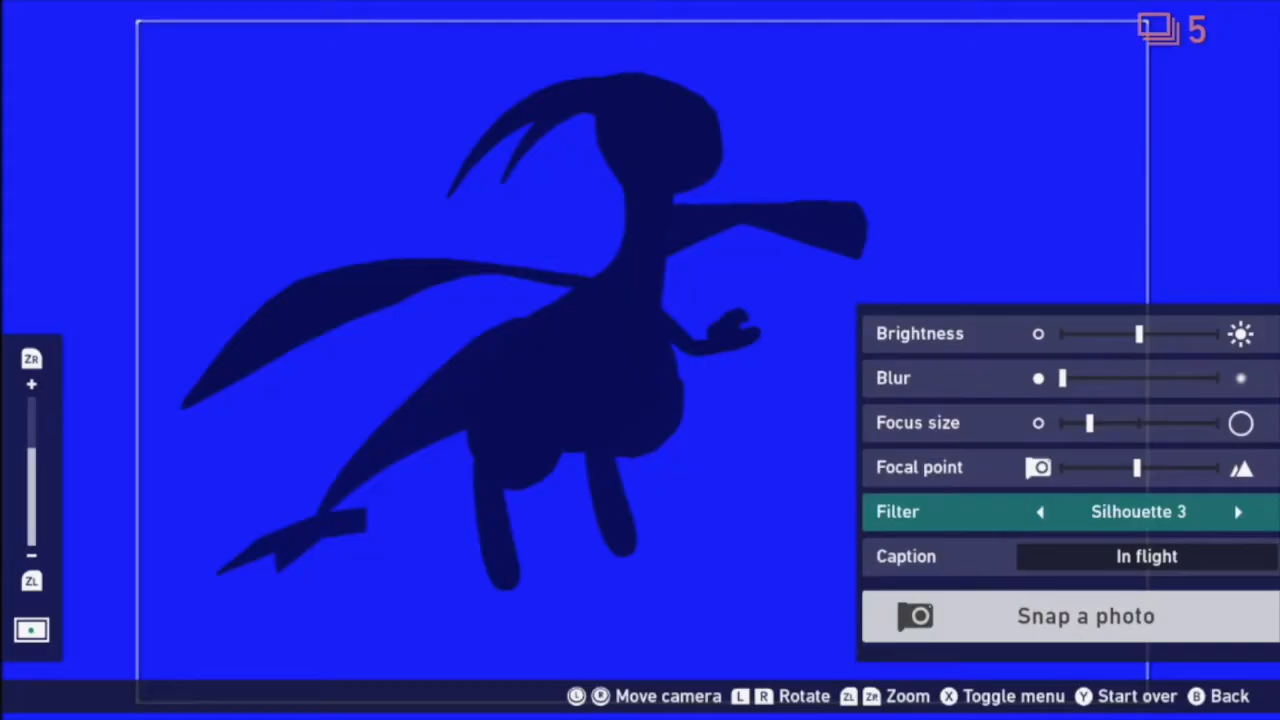 5
ZR
ZL
Brightness
Blur
Focus size
Focal point
Filter Silhouette 3
Caption In flight
Snap a photo
L R Move camera L R Rotate ZL ZR Zoom X Toggle menu Y Start over B Back